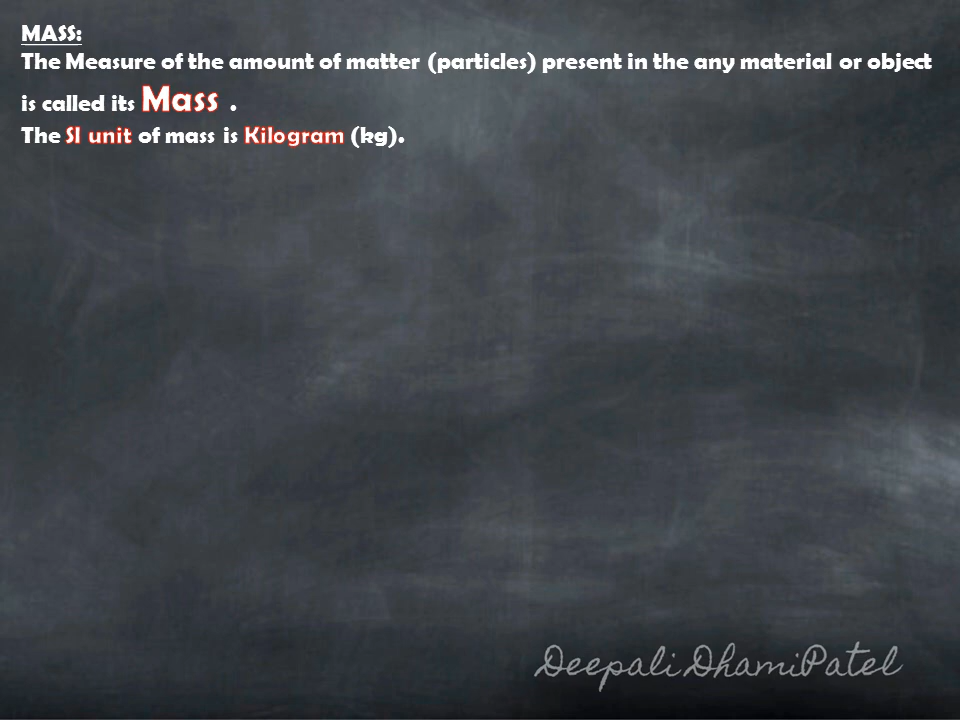 MASS:
The Measure of the amount of matter (particles) present in the any material or object
is called its Mass .
The SI unit of mass is Kilogram (kg).
Deepali DhamiPatel